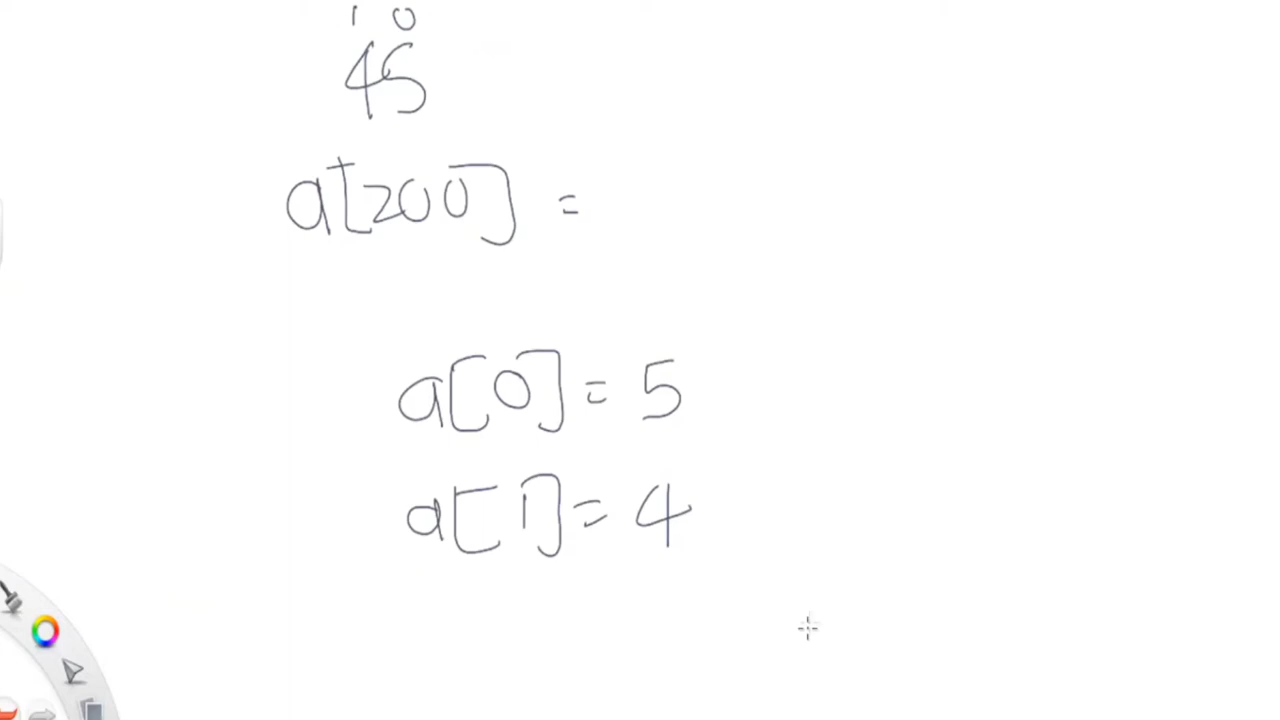 1 0
45
a[200] =
a[0] = 5
a[1] = 4